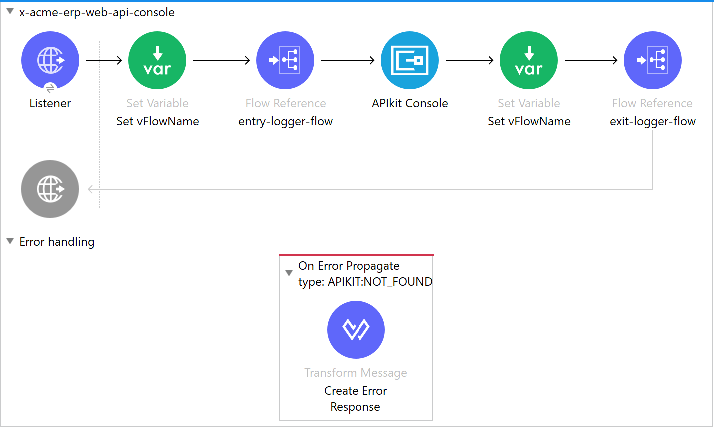 x-acme-erp-web-api-console
var
var
Listener
Set Variable
Flow Reference
APIkit Console
Set Variable
Flow Reference
Set vFlowName
entry-logger-flow
Set vFlowName
exit-logger-flow
Error handling
On Error Propagate
type: APIKIT:NOT_FOUND
Transform Message
Create Error
Response